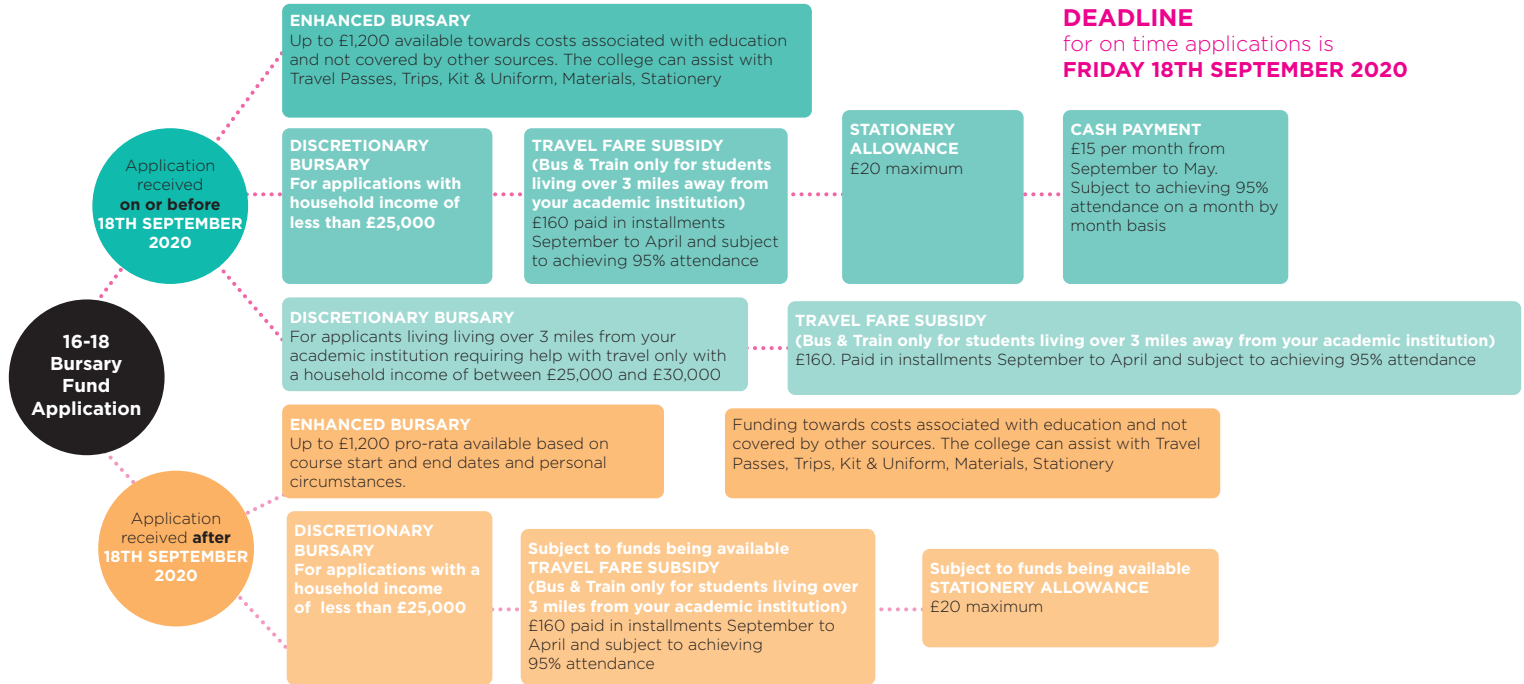 DEADLINE
for on time applications is
FRIDAY 18TH SEPTEMBER 2020
ENHANCED BURSARY
Up to £1,200 available towards costs associated with education
and not covered by other sources. The college can assist with
Travel Passes, Trips, Kit & Uniform, Materials, Stationery
Application
received
on or before
18TH SEPTEMBER
2020
DISCRETIONARY
BURSARY
For applications with
household income of
less than £25,000
TRAVEL FARE SUBSIDY
(Bus & Train only for students
living over 3 miles away from
your academic institution)
£160 paid in installments
September to April and subject
to achieving 95% attendance
STATIONERY
ALLOWANCE
£20 maximum
CASH PAYMENT
£15 per month from
September to May.
Subject to achieving 95%
attendance on a month by
month basis
DISCRETIONARY BURSARY
For applicants living living over 3 miles from your
academic institution requiring help with travel only with
a household income of between £25,000 and £30,000
TRAVEL FARE SUBSIDY
(Bus & Train only for students living over 3 miles away from your academic institution)
£160. Paid in installments September to April and subject to achieving 95% attendance
16-18
Bursary
Fund
Application
ENHANCED BURSARY
Up to £1,200 pro-rata available based on
course start and end dates and personal
circumstances.
Funding towards costs associated with education and not
covered by other sources. The college can assist with Travel
Passes, Trips, Kit & Uniform, Materials, Stationery
Application
received after
18TH SEPTEMBER
2020
DISCRETIONARY
BURSARY
For applications with a
household income
of less than £25,000
Subject to funds being available
TRAVEL FARE SUBSIDY
(Bus & Train only for students living over
3 miles from your academic institution)
£160 paid in installments September to
April and subject to achieving
95% attendance
Subject to funds being available
STATIONERY ALLOWANCE
£20 maximum